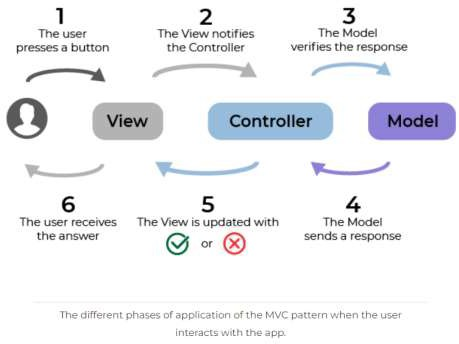 1
The user
presses a button
2
The View notifies
the Controller
3
The Model
verifies the response
View
Controller
Model
6
The user receives
the answer
5
The View is updated with
or
4
The Model
sends a response
The different phases of application of the MVC pattern when the user
interacts with the app.